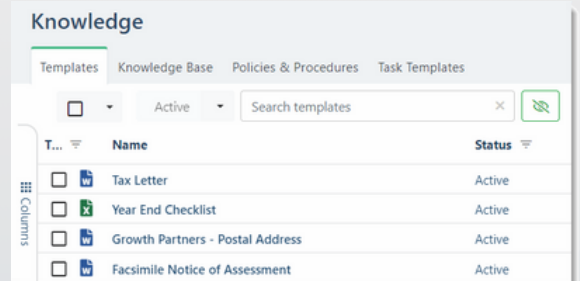 Knowledge
Templates Knowledge Base Policies & Procedures Task Templates
Active Search templates
T... Name Status
Tax Letter Active
Year End Checklist Active
Growth Partners - Postal Address Active
Facsimile Notice of Assessment Active
Columns